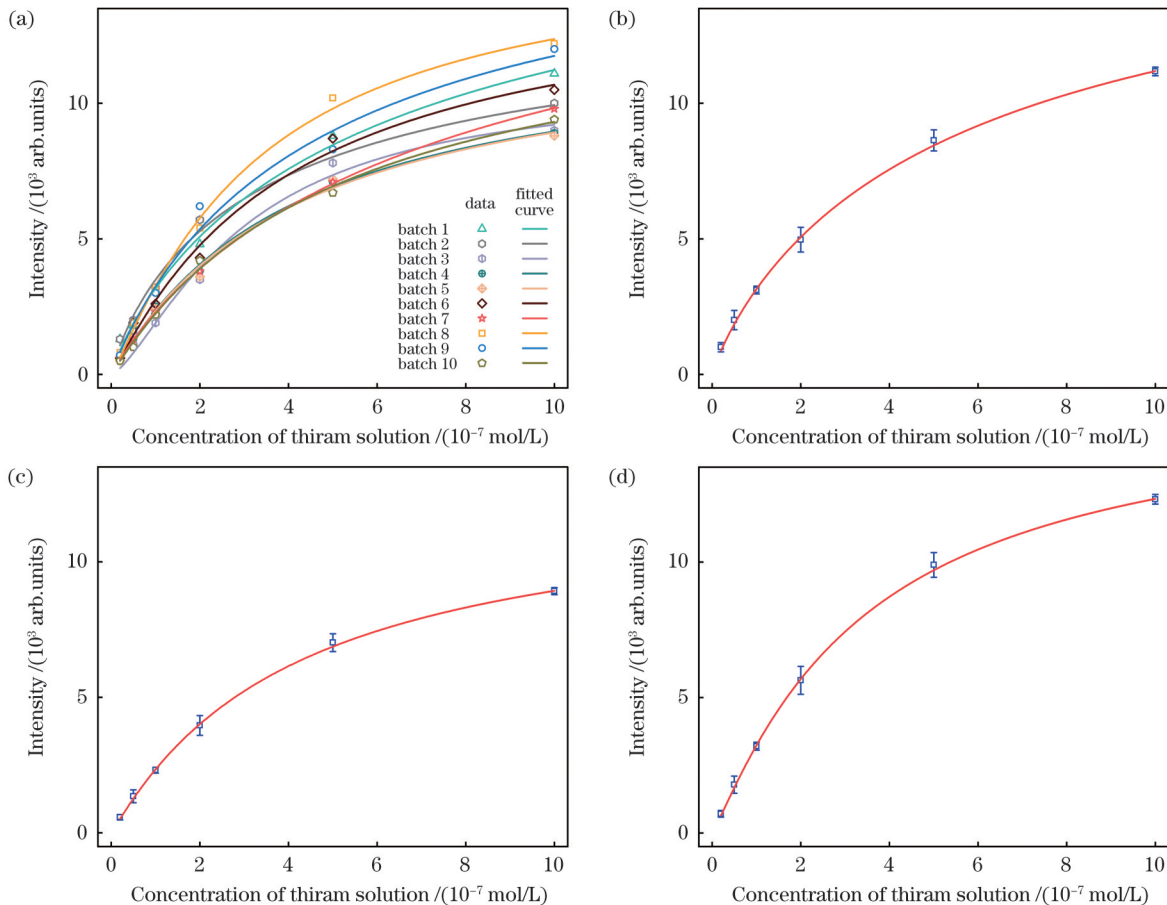 (a)
10
5
0
Intensity /(10³ arb.units)
data fitted curve
batch 1
batch 2
batch 3
batch 4
batch 5
batch 6
batch 7
batch 8
batch 9
batch 10
0 2 4 6 8 10
Concentration of thiram solution /(10⁻⁷ mol/L)
(b)
10
5
0
Intensity /(10³ arb.units)
0 2 4 6 8 10
Concentration of thiram solution /(10⁻⁷ mol/L)
(c)
10
5
0
Intensity /(10³ arb.units)
0 2 4 6 8 10
Concentration of thiram solution /(10⁻⁷ mol/L)
(d)
10
5
0
Intensity /(10³ arb.units)
0 2 4 6 8 10
Concentration of thiram solution /(10⁻⁷ mol/L)